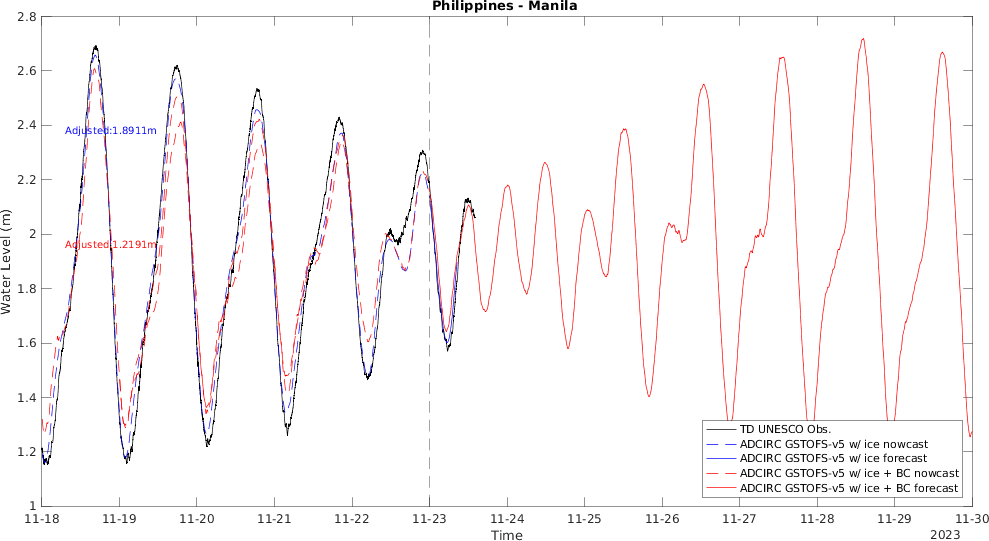 Philippines - Manila
2.8
2.6
2.4
2.2
2
1.8
1.6
1.4
1.2
1
Water Level (m)
Adjusted:1.8911m
Adjusted:1.2191m
TD UNESCO Obs.
ADCIRC GSTOFS-v5 w/ ice nowcast
ADCIRC GSTOFS-v5 w/ ice forecast
ADCIRC GSTOFS-v5 w/ ice + BC nowcast
ADCIRC GSTOFS-v5 w/ ice + BC forecast
11-18 11-19 11-20 11-21 11-22 11-23 11-24 11-25 11-26 11-27 11-28 11-29 11-30
Time
2023